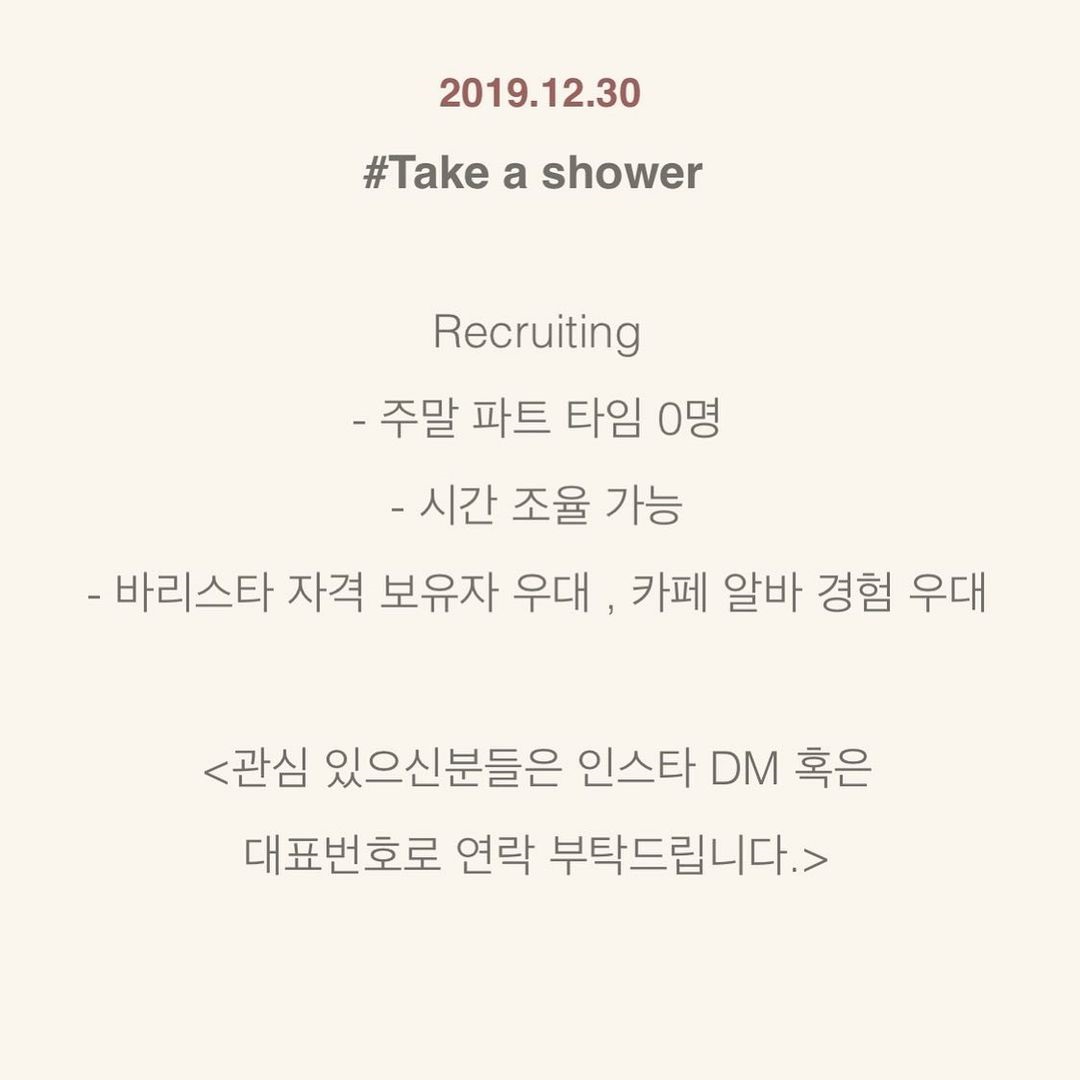 2019.12.30
#Take a shower
Recruiting
- 주말 파트 타임 0명
- 시간 조율 가능
- 바리스타 자격 보유자 우대 , 카페 알바 경험 우대
<관심 있으신분들은 인스타 DM 혹은
대표번호로 연락 부탁드립니다.>